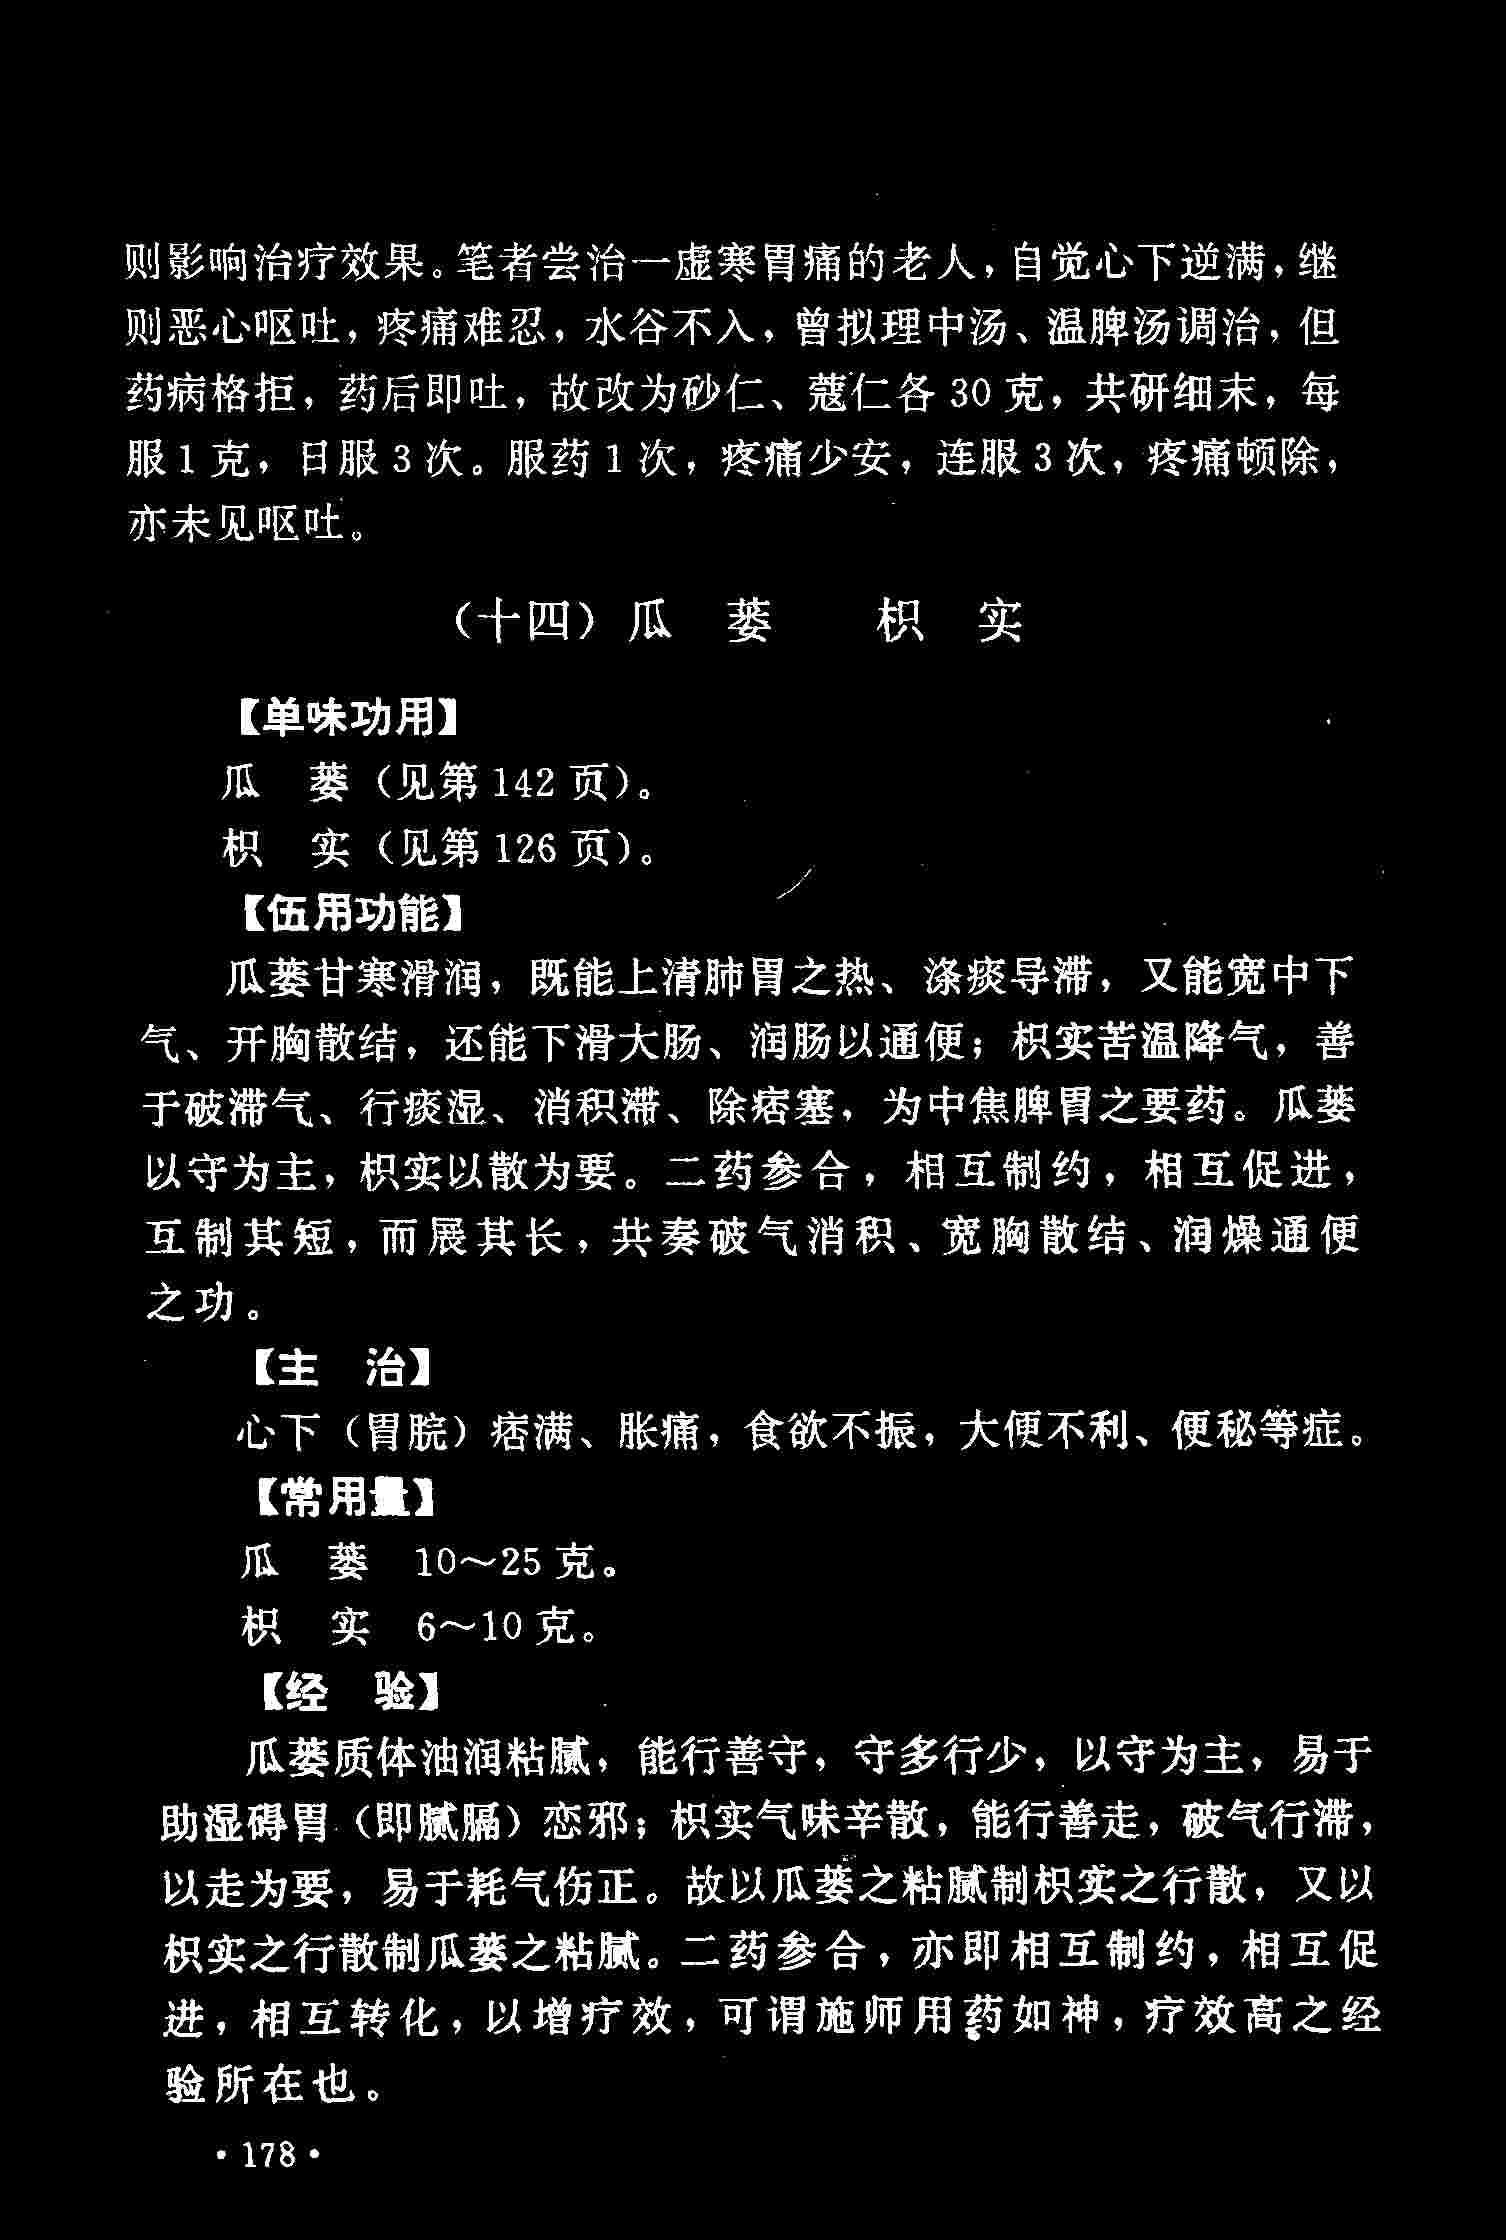 则影响治疗效果。笔者尝治一虚寒胃痛的老人，自觉心下逆满，继
则恶心呕吐，疼痛难忍，水谷不入，曾拟理中汤、温脾汤调治，但
药病格拒，药后即吐，故改为砂仁、蔻仁各 30 克，共研细末，每
服 1 克，日服 3 次。服药 1 次，疼痛少安，连服 3 次，疼痛顿除，
亦未见呕吐。
（十四）瓜　蒌　　枳　实
【单味功用】
瓜　蒌（见第 142 页）。
枳　实（见第 126 页）。
【伍用功能】
瓜蒌甘寒滑润，既能上清肺胃之热、涤痰导滞，又能宽中下
气、开胸散结，还能下滑大肠、润肠以通便；枳实苦温降气，善
于破滞气、行痰湿、消积滞、除痞塞，为中焦脾胃之要药。瓜蒌
以守为主，枳实以散为要。二药参合，相互制约，相互促进，
互制其短，而展其长，共奏破气消积、宽胸散结、润燥通便
之功。
【主　治】
心下（胃脘）痞满、胀痛，食欲不振，大便不利、便秘等症。
【常用量】
瓜　蒌　10～25 克。
枳　实　6～10 克。
【经　验】
瓜蒌质体油润粘腻，能行善守，守多行少，以守为主，易于
助湿碍胃（即腻膈）恋邪；枳实气味辛散，能行善走，破气行滞，
以走为要，易于耗气伤正。故以瓜蒌之粘腻制枳实之行散，又以
枳实之行散制瓜蒌之粘腻。二药参合，亦即相互制约，相互促
进，相互转化，以增疗效，可谓施师用药如神，疗效高之经
验所在也。
·178·